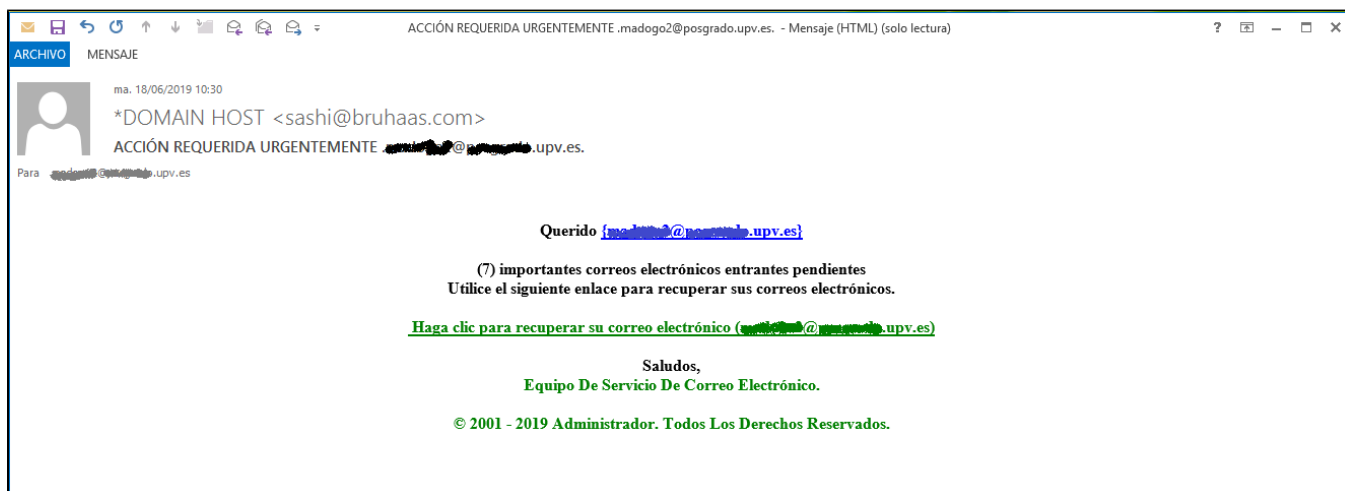 ACCIÓN REQUERIDA URGENTEMENTE .madogo2@posgrado.upv.es. - Mensaje (HTML) (solo lectura)
ARCHIVO MENSAJE
ma. 18/06/2019 10:30
*DOMAIN HOST <sashi@bruhaas.com>
ACCIÓN REQUERIDA URGENTEMENTE .upv.es.
Para .upv.es
Querido .upv.es}
(7) importantes correos electrónicos entrantes pendientes
Utilice el siguiente enlace para recuperar sus correos electrónicos.
Haga clic para recuperar su correo electrónico ( .upv.es)
Saludos,
Equipo De Servicio De Correo Electrónico.
© 2001 - 2019 Administrador. Todos Los Derechos Reservados.